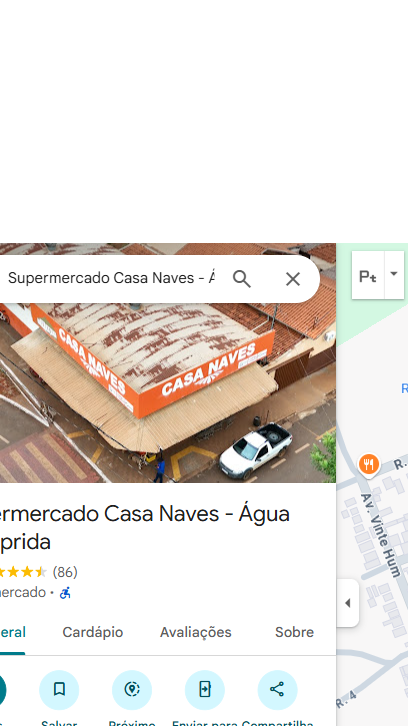 Supermercado Casa Naves - Á
CASA NAVES
CASA NAVES
ermercado Casa Naves - Água
prida
(86)
ercado ·
eral Cardápio Avaliações Sobre
Salvar Próximo Enviar para Compartilha
R.
Av. Vinte Hum
R.-4